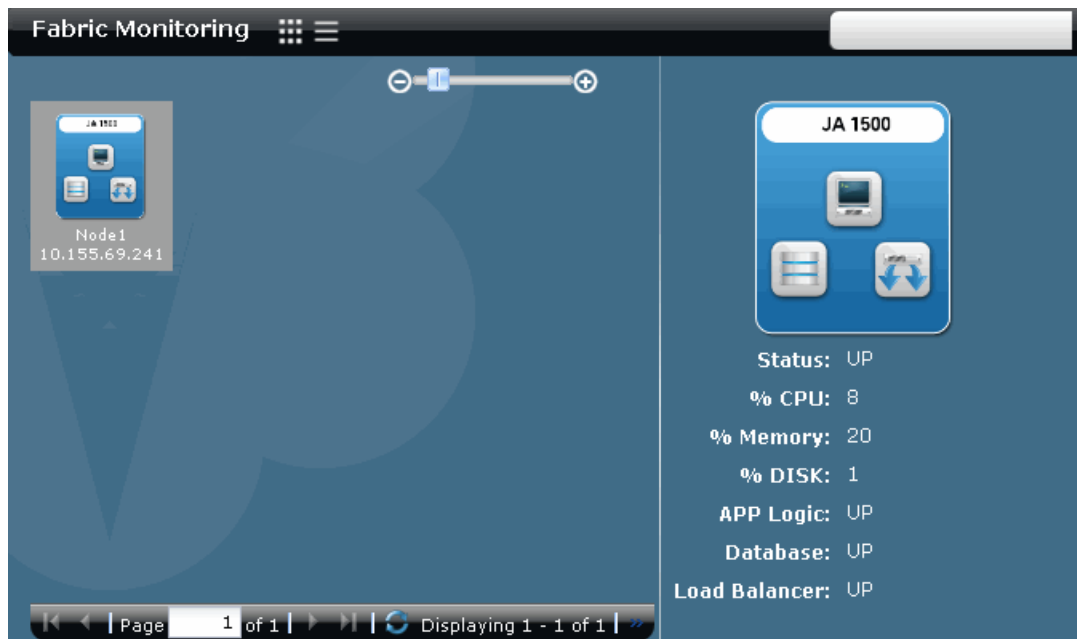 Fabric Monitoring
JA 1500
Node1
10.155.69.241
JA 1500
Status: UP
% CPU: 8
% Memory: 20
% DISK: 1
APP Logic: UP
Database: UP
Load Balancer: UP
Page 1 of 1 Displaying 1 - 1 of 1